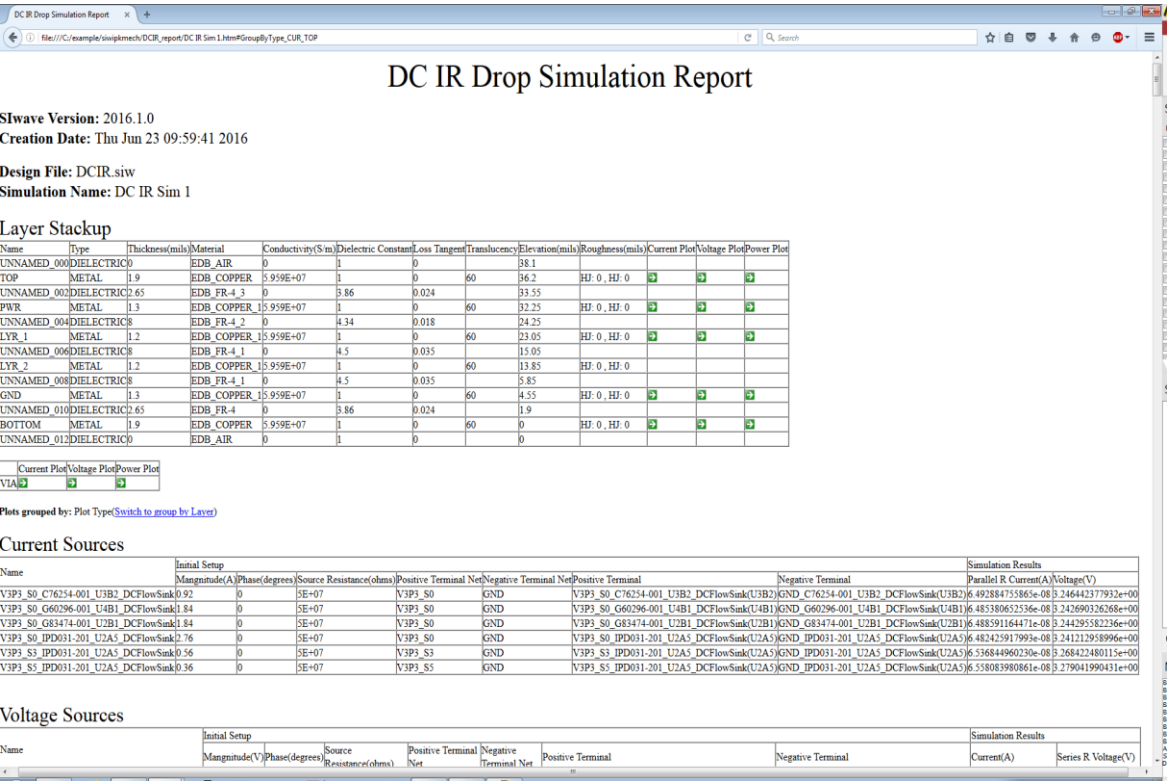 DC IR Drop Simulation Report × +
file:///C:/example/siwipkmech/DCIR_report/DC IR Sim 1.htm#GroupByType_CUR_TOP Search ABP
DC IR Drop Simulation Report
SIwave Version: 2016.1.0
Creation Date: Thu Jun 23 09:59:41 2016
Design File: DCIR.siw
Simulation Name: DC IR Sim 1
Layer Stackup
Name Type Thickness(mils) Material Conductivity(S/m) Dielectric Constant Loss Tangent Translucency Elevation(mils) Roughness(mils) Current Plot Voltage Plot Power Plot
UNNAMED_000 DIELECTRIC 0 EDB_AIR 0 1 0 38.1
TOP METAL 1.9 EDB_COPPER 5.959E+07 1 0 60 36.2 HJ: 0 , HJ: 0
UNNAMED_002 DIELECTRIC 2.65 EDB_FR-4_3 0 3.86 0.024 33.55
PWR METAL 1.3 EDB_COPPER_1 5.959E+07 1 0 60 32.25 HJ: 0 , HJ: 0
UNNAMED_004 DIELECTRIC 8 EDB_FR-4_2 0 4.34 0.018 24.25
LYR_1 METAL 1.2 EDB_COPPER_1 5.959E+07 1 0 60 23.05 HJ: 0 , HJ: 0
UNNAMED_006 DIELECTRIC 8 EDB_FR-4_1 0 4.5 0.035 15.05
LYR_2 METAL 1.2 EDB_COPPER_1 5.959E+07 1 0 60 13.85 HJ: 0 , HJ: 0
UNNAMED_008 DIELECTRIC 8 EDB_FR-4_1 0 4.5 0.035 5.85
GND METAL 1.3 EDB_COPPER_1 5.959E+07 1 0 60 4.55 HJ: 0 , HJ: 0
UNNAMED_010 DIELECTRIC 2.65 EDB_FR-4 0 3.86 0.024 1.9
BOTTOM METAL 1.9 EDB_COPPER 5.959E+07 1 0 60 0 HJ: 0 , HJ: 0
UNNAMED_012 DIELECTRIC 0 EDB_AIR 0 1 0 0
Current Plot Voltage Plot Power Plot
VIA
Plots grouped by: Plot Type(Switch to group by Layer)
Current Sources
Name Initial Setup Simulation Results
Mangnitude(A) Phase(degrees) Source Resistance(ohms) Positive Terminal Net Negative Terminal Net Positive Terminal Negative Terminal Parallel R Current(A) Voltage(V)
V3P3_S0_C76254-001_U3B2_DCFlowSink 0.92 0 5E+07 V3P3_S0 GND V3P3_S0_C76254-001_U3B2_DCFlowSink(U3B2) GND_C76254-001_U3B2_DCFlowSink(U3B2) 6.492884755865e-08 3.246442377932e+00
V3P3_S0_G60296-001_U4B1_DCFlowSink 1.84 0 5E+07 V3P3_S0 GND V3P3_S0_G60296-001_U4B1_DCFlowSink(U4B1) GND_G60296-001_U4B1_DCFlowSink(U4B1) 6.485380652536e-08 3.242690326268e+00
V3P3_S0_G83474-001_U2B1_DCFlowSink 1.84 0 5E+07 V3P3_S0 GND V3P3_S0_G83474-001_U2B1_DCFlowSink(U2B1) GND_G83474-001_U2B1_DCFlowSink(U2B1) 6.488591164471e-08 3.244295582236e+00
V3P3_S0_IPD031-201_U2A5_DCFlowSink 2.76 0 5E+07 V3P3_S0 GND V3P3_S0_IPD031-201_U2A5_DCFlowSink(U2A5) GND_IPD031-201_U2A5_DCFlowSink(U2A5) 6.482425917993e-08 3.241212958996e+00
V3P3_S3_IPD031-201_U2A5_DCFlowSink 0.56 0 5E+07 V3P3_S3 GND V3P3_S3_IPD031-201_U2A5_DCFlowSink(U2A5) GND_IPD031-201_U2A5_DCFlowSink(U2A5) 6.536844960230e-08 3.268422480115e+00
V3P3_S5_IPD031-201_U2A5_DCFlowSink 0.36 0 5E+07 V3P3_S5 GND V3P3_S5_IPD031-201_U2A5_DCFlowSink(U2A5) GND_IPD031-201_U2A5_DCFlowSink(U2A5) 6.558083980861e-08 3.279041990431e+00
Voltage Sources
Name Initial Setup Simulation Results
Mangnitude(V) Phase(degrees) Source Resistance(ohms) Positive Terminal Net Negative Terminal Net Positive Terminal Negative Terminal Current(A) Series R Voltage(V)